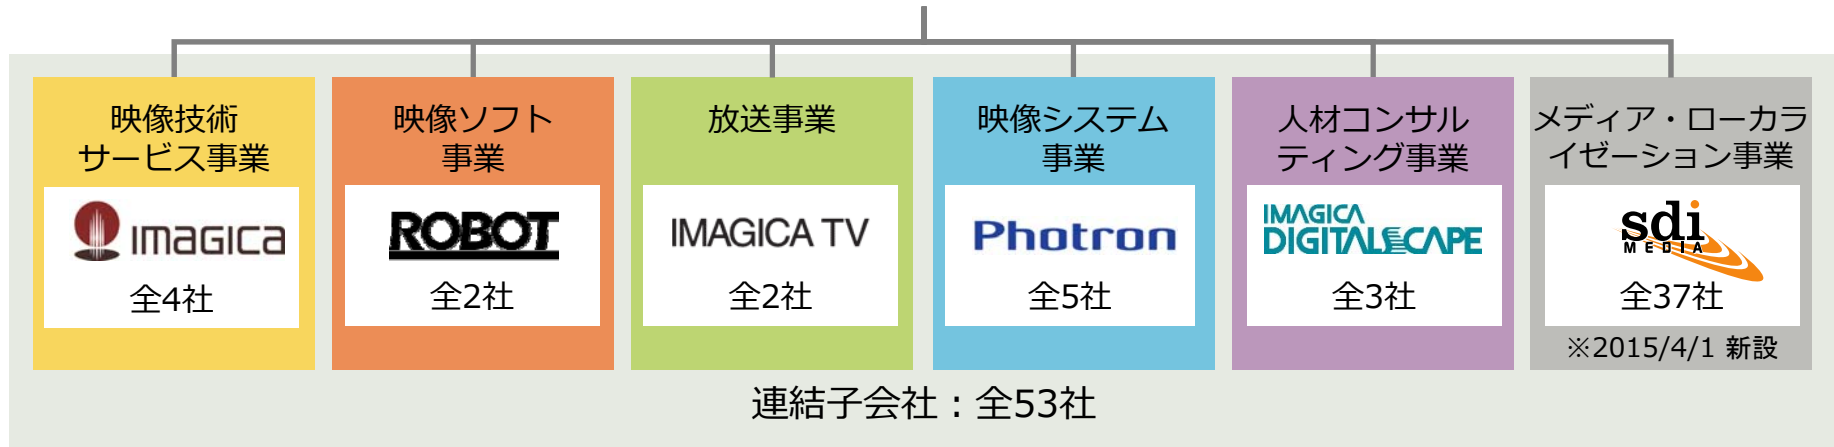 映像技術
サービス事業
IMAGICA
全4社
映像ソフト
事業
ROBOT
全2社
放送事業
IMAGICA TV
全2社
映像システム
事業
Photron
全5社
人材コンサル
ティング事業
IMAGICA
DIGITALSCAPE
全3社
メディア・ローカラ
イゼーション事業
sdi
MEDIA
全37社
※2015/4/1 新設
連結子会社：全53社